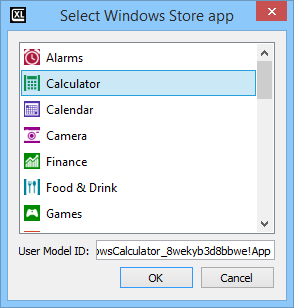 XL Select Windows Store app
Alarms
Calculator
Calendar
Camera
Finance
Food & Drink
Games
User Model ID: owsCalculator_8wekyb3d8bbwe!App
OK Cancel